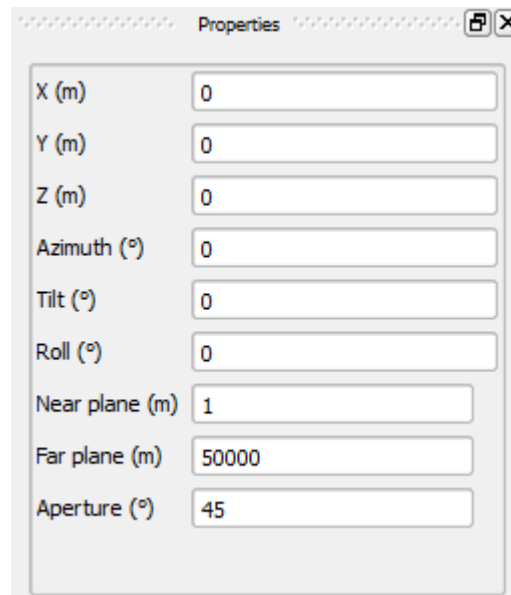 Properties
X (m) 0
Y (m) 0
Z (m) 0
Azimuth (°) 0
Tilt (°) 0
Roll (°) 0
Near plane (m) 1
Far plane (m) 50000
Aperture (°) 45